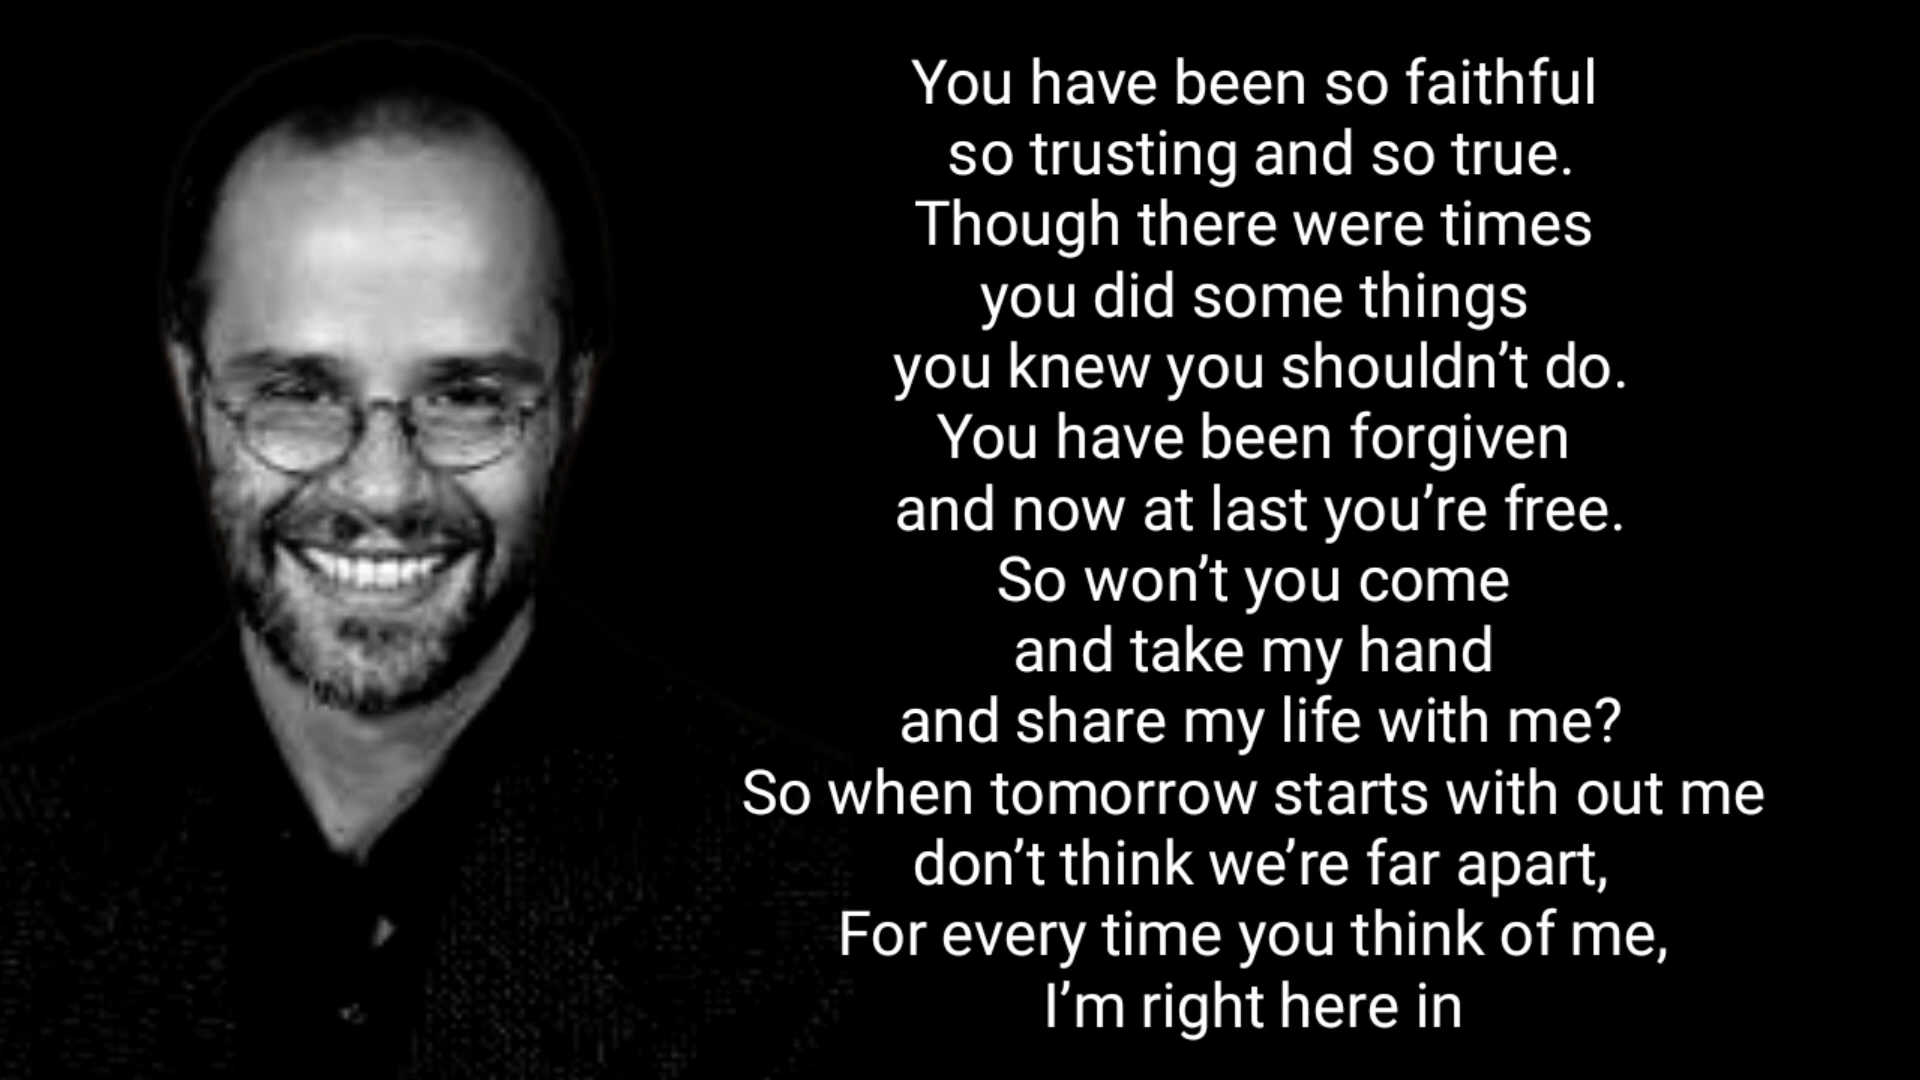 You have been so faithful
so trusting and so true.
Though there were times
you did some things
you knew you shouldn’t do.
You have been forgiven
and now at last you’re free.
So won’t you come
and take my hand
and share my life with me?
So when tomorrow starts with out me
don’t think we’re far apart,
For every time you think of me,
I’m right here in